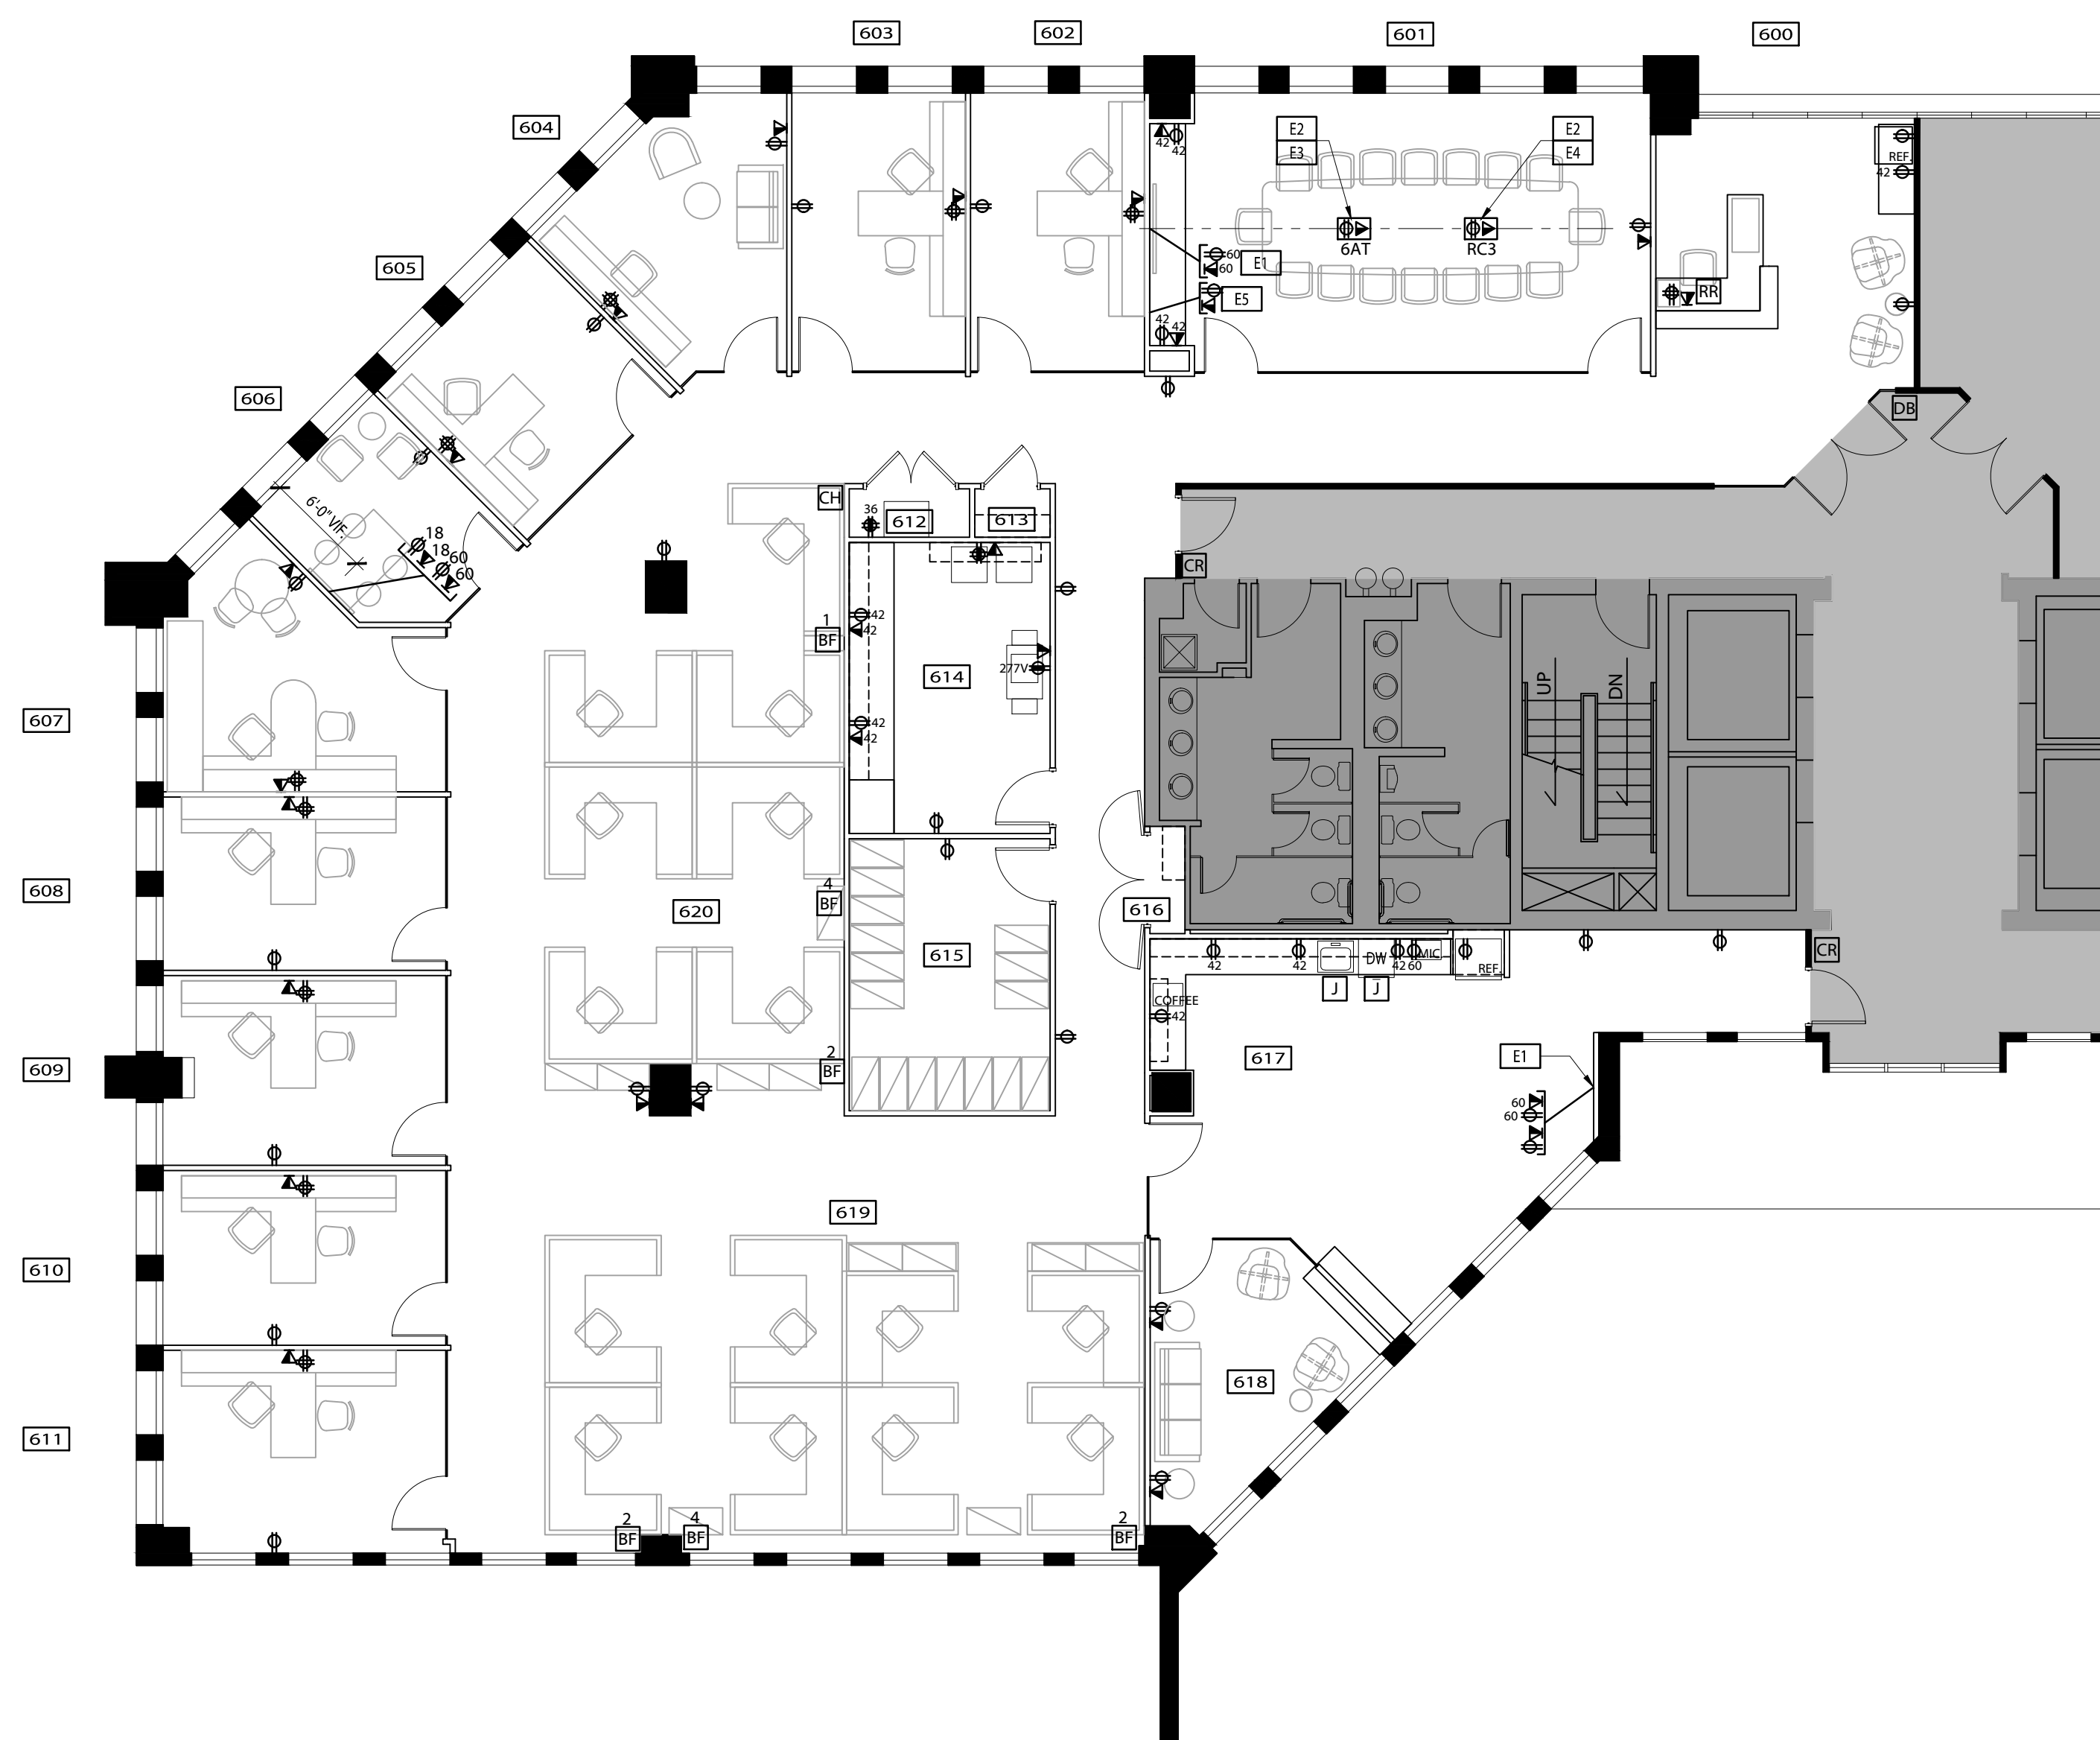 603
602
601
600
604
E2
E3
E2
E4
42
42
REF.
42
6AT
RC3
60
60
E1
E5
RR
42
42
605
606
DB
6'-0" V.I.F.
18
18
60
60
CH
36
612
613
CR
1
BF
42
42
277V
614
UP
DN
607
42
42
608
4
BF
620
616
615
42
42
DW
42
60
MIC
REF.
CR
J
J
COFFEE
42
609
2
BF
617
E1
60
60
619
610
618
611
2
BF
4
BF
2
BF